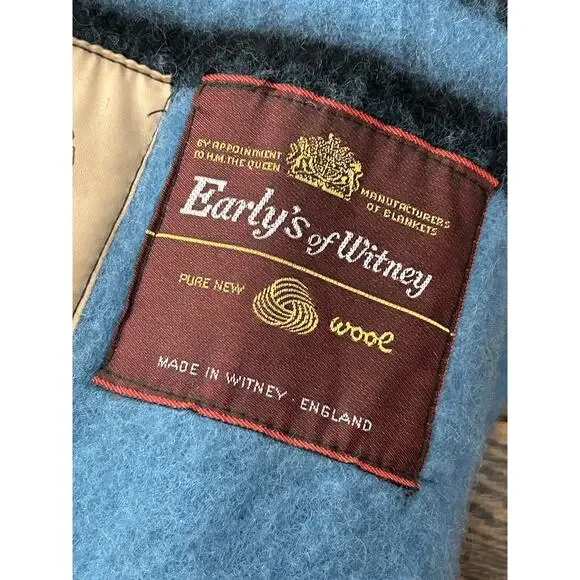 BY APPOINTMENT
TO H.M. THE QUEEN
MANUFACTURERS
OF BLANKETS
Early's of Witney
PURE NEW wool
MADE IN WITNEY ENGLAND